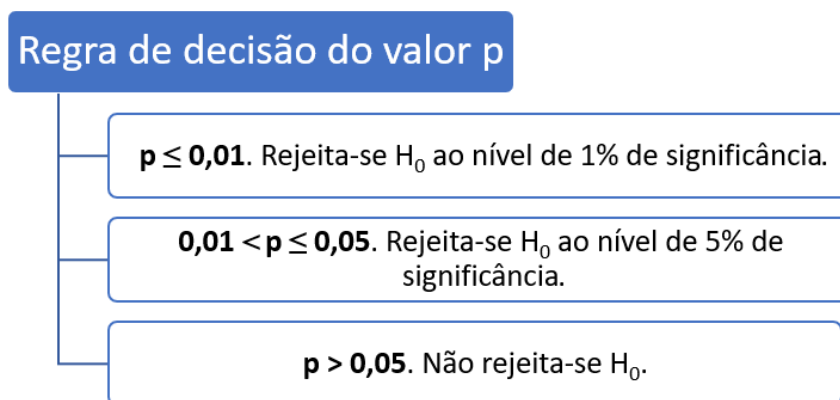 Regra de decisão do valor p
p ≤ 0,01. Rejeita-se H₀ ao nível de 1% de significância.
0,01 < p ≤ 0,05. Rejeita-se H₀ ao nível de 5% de
significância.
p > 0,05. Não rejeita-se H₀.